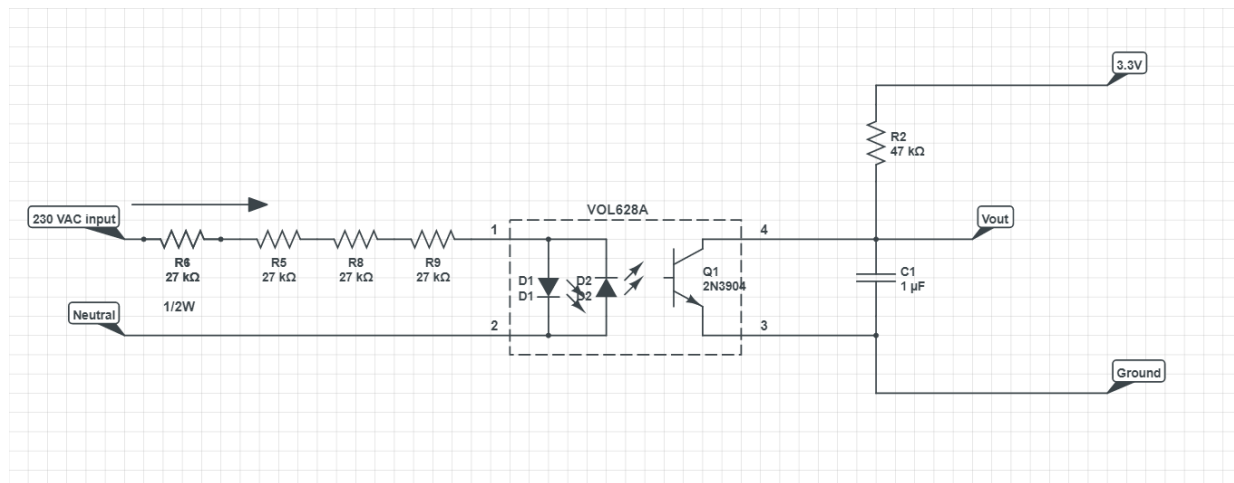 3.3V
R2
47 kΩ
VOL628A
230 VAC input
1
4
Vout
R6
27 kΩ
R5
27 kΩ
R8
27 kΩ
R9
27 kΩ
D1
D1
D2
D2
Q1
2N3904
C1
1 µF
1/2W
Neutral
2
3
Ground